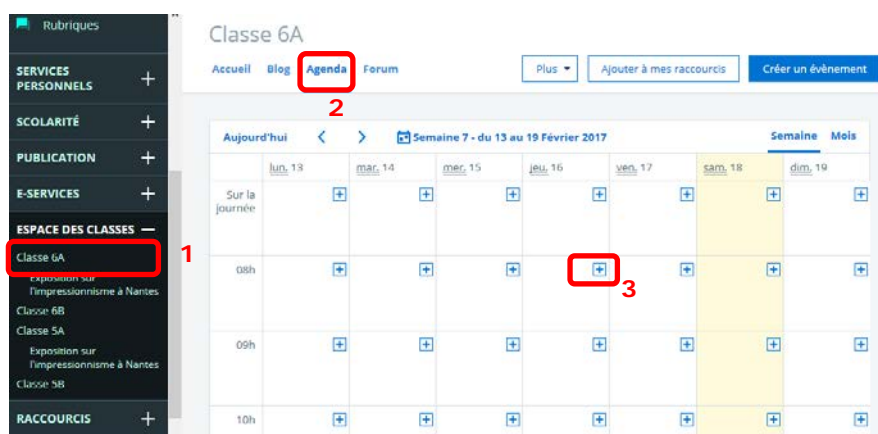 Rubriques
SERVICES
PERSONNELS
SCOLARITÉ
PUBLICATION
E-SERVICES
ESPACE DES CLASSES
Classe 6A
1
Exposition sur
l'impressionnisme à Nantes
Classe 6B
Classe 5A
Exposition sur
l'impressionnisme à Nantes
Classe 5B
RACCOURCIS
Classe 6A
Accueil Blog Agenda Forum Plus Ajouter à mes raccourcis Créer un évènement
2
Aujourd'hui < > Semaine 7 - du 13 au 19 Février 2017 Semaine Mois
lun. 13 mar. 14 mer. 15 jeu. 16 ven. 17 sam. 18 dim. 19
Sur la
journée
08h
3
09h
10h